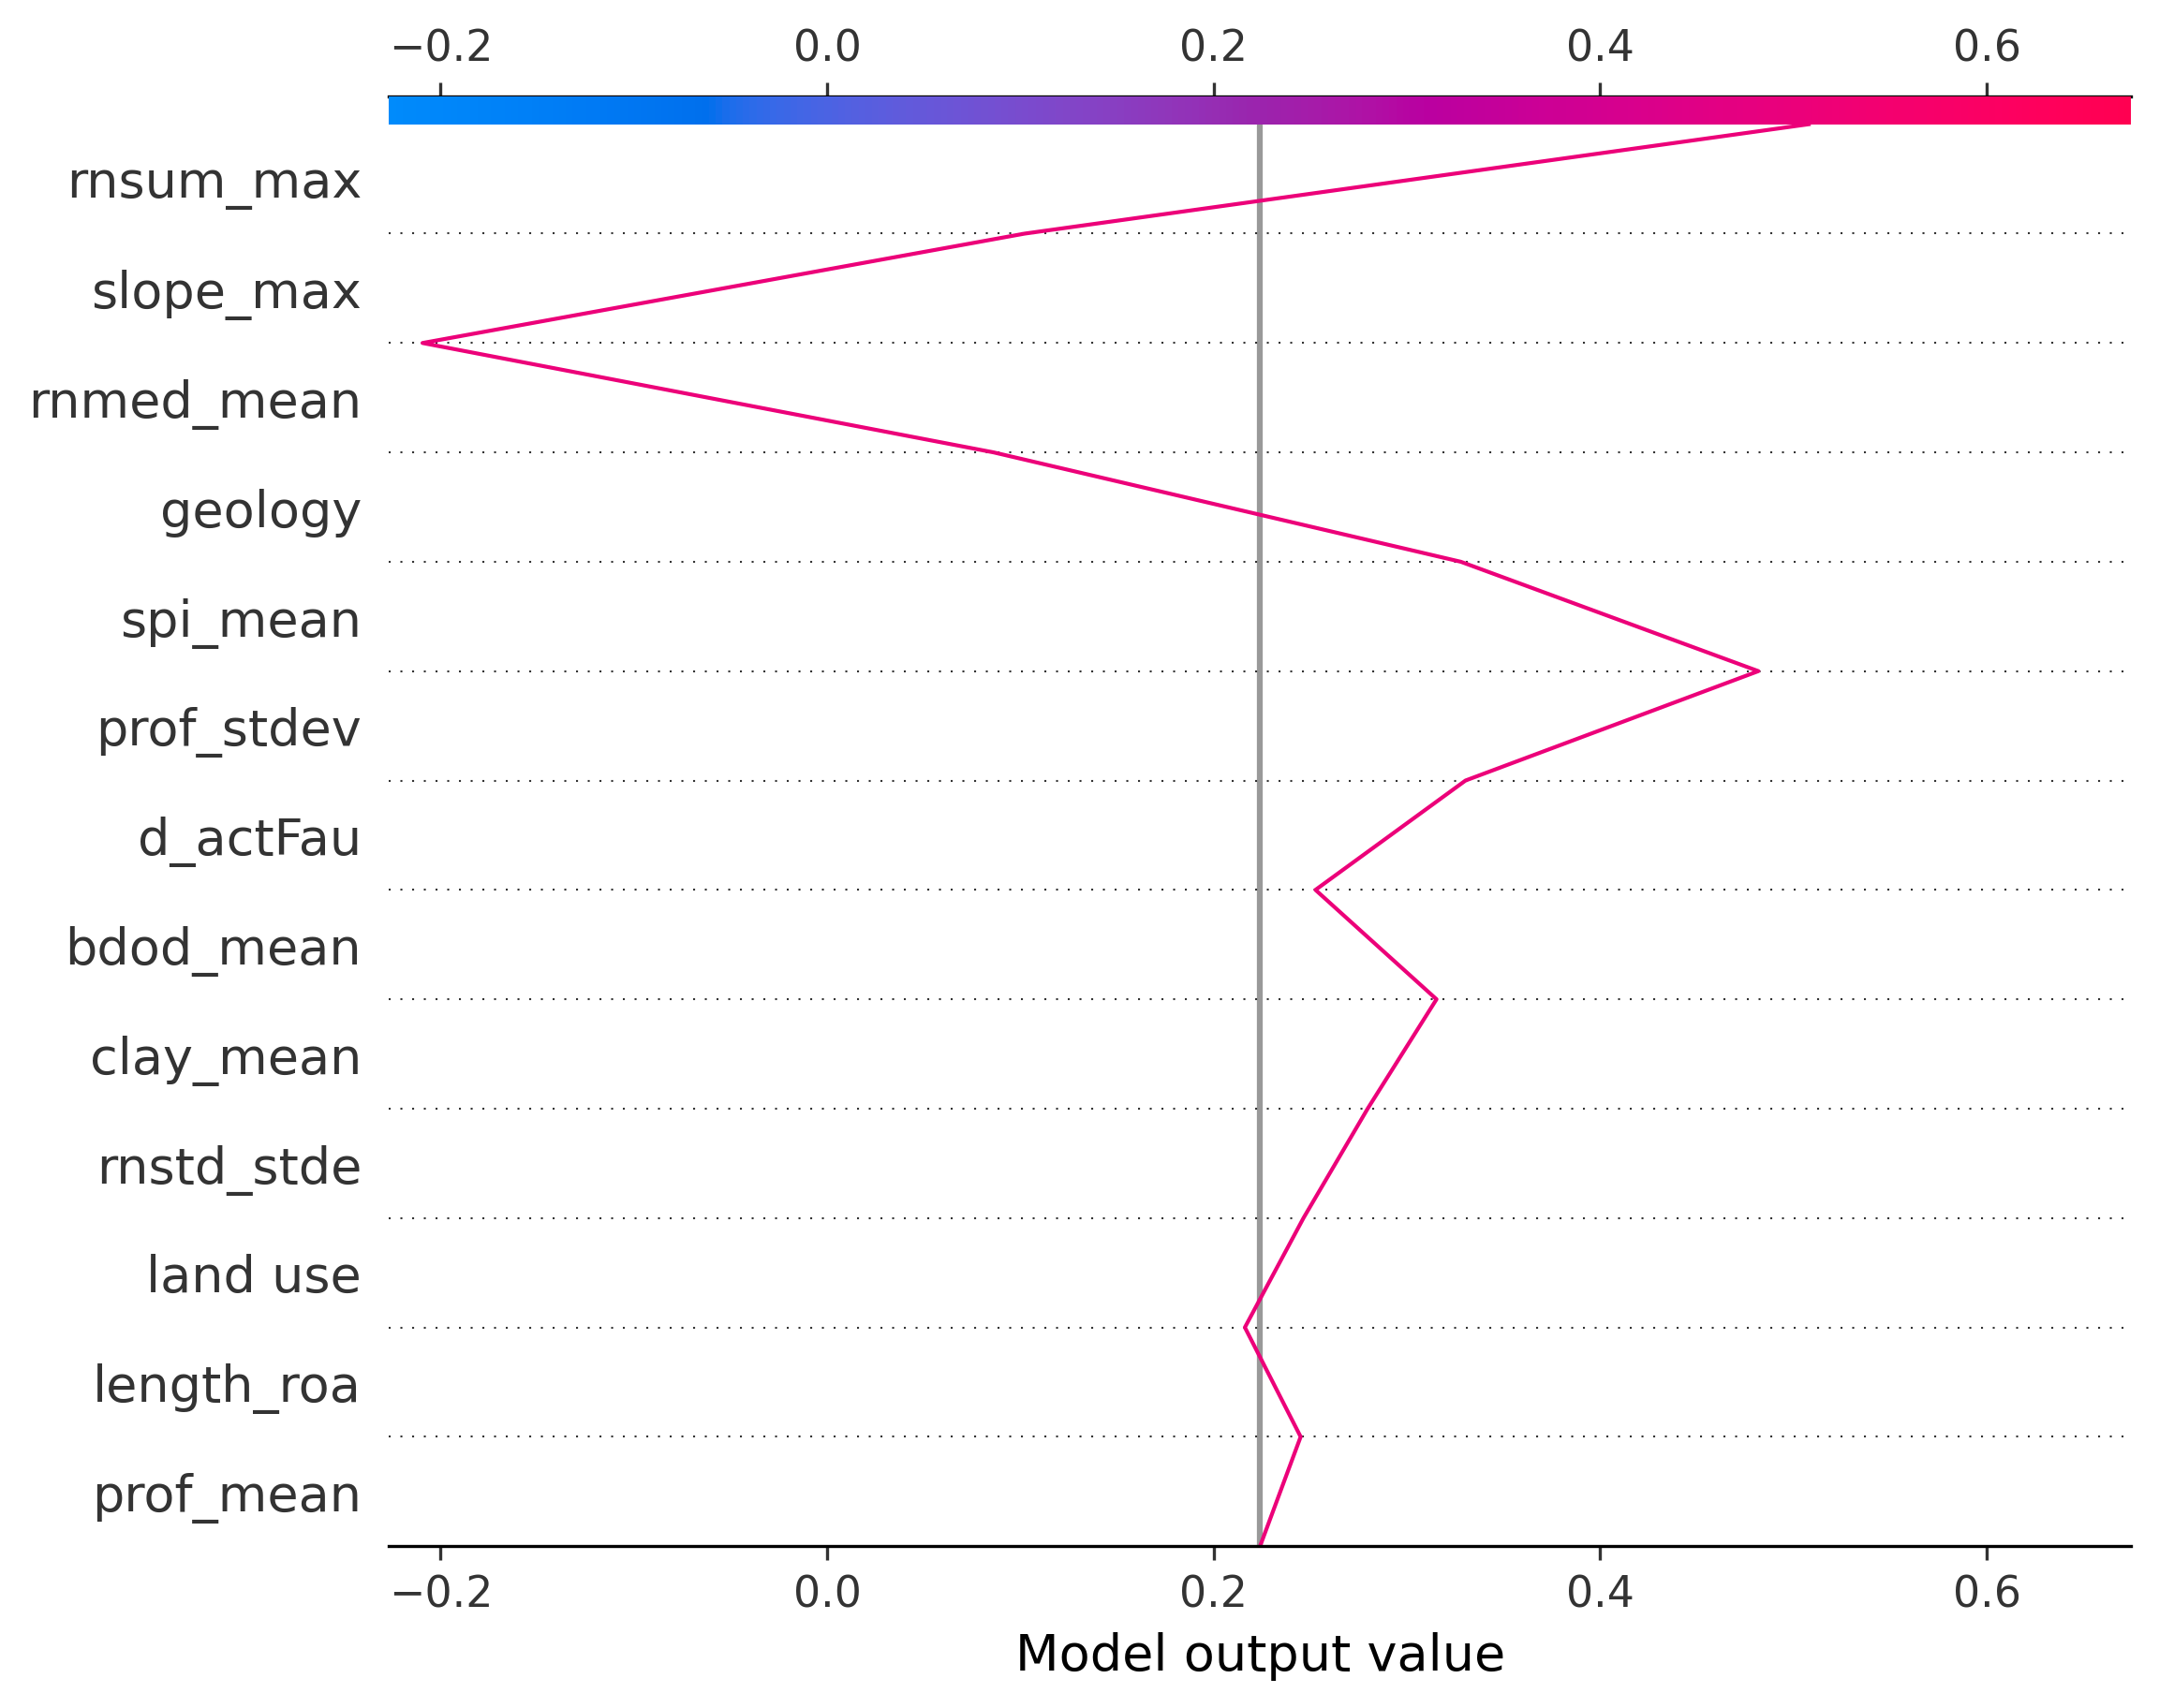 −0.2 0.0 0.2 0.4 0.6
rnsum_max
slope_max
rnmed_mean
geology
spi_mean
prof_stdev
d_actFau
bdod_mean
clay_mean
rnstd_stde
land use
length_roa
prof_mean
−0.2 0.0 0.2 0.4 0.6
Model output value